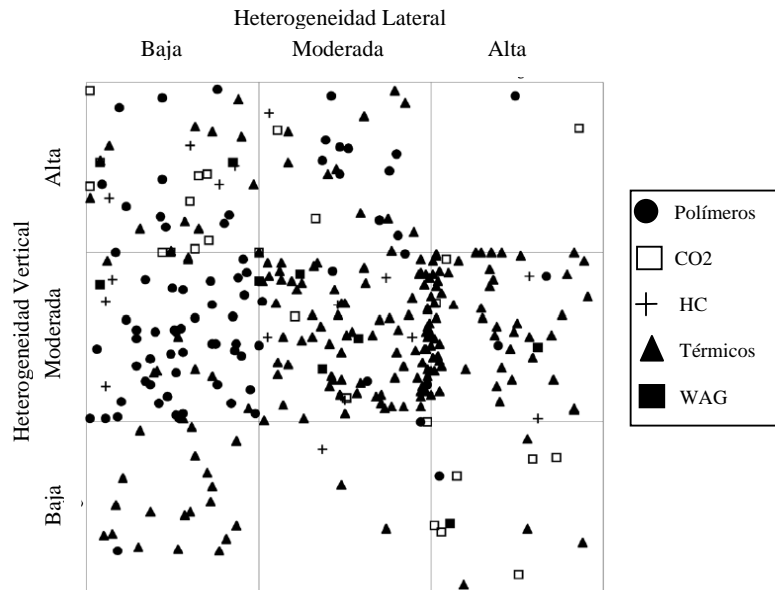 Heterogeneidad Lateral
Baja
Moderada
Alta
Heterogeneidad Vertical
Alta
Moderada
Baja
Polímeros
CO2
HC
Térmicos
WAG